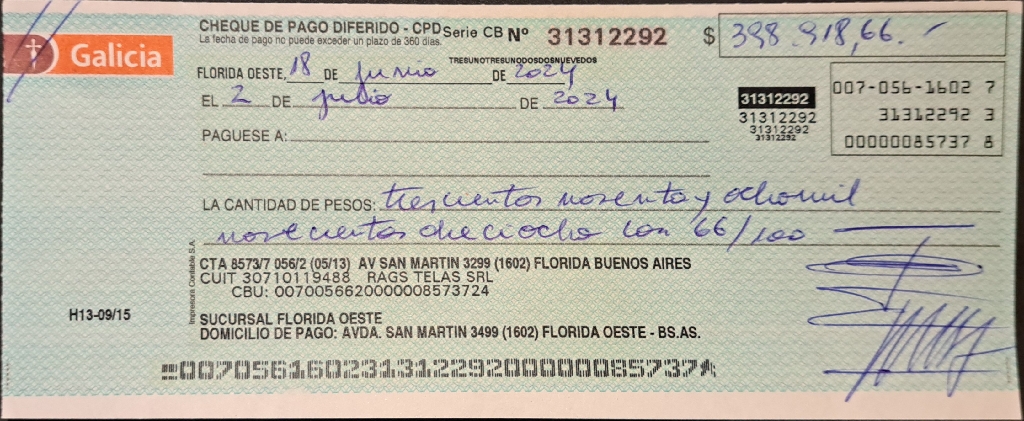 Galicia
CHEQUE DE PAGO DIFERIDO - CPD Serie CB Nº 31312292 $ 398.918,66.-
La fecha de pago no puede exceder un plazo de 360 días.
TRESUNOTRESUNODOSDOSNUEVEDOS
FLORIDA OESTE, 18 DE Junio DE 2024
EL 2 DE julio DE 2024
PAGUESE A:
31312292
31312292
31312292
31312292
007-056-1602 7
31312292 3
00000085737 8
LA CANTIDAD DE PESOS: trescientos noventa y ocho mil
novecientos dieciocho con 66/100
CTA 8573/7 056/2 (05/13) AV SAN MARTIN 3299 (1602) FLORIDA BUENOS AIRES
CUIT 30710119488 RAGS TELAS SRL
CBU: 0070056620000008573724
Impresora Contable S.A.
H13-09/15
SUCURSAL FLORIDA OESTE
DOMICILIO DE PAGO: AVDA. SAN MARTIN 3499 (1602) FLORIDA OESTE - BS.AS.
00705616023131229200000085737